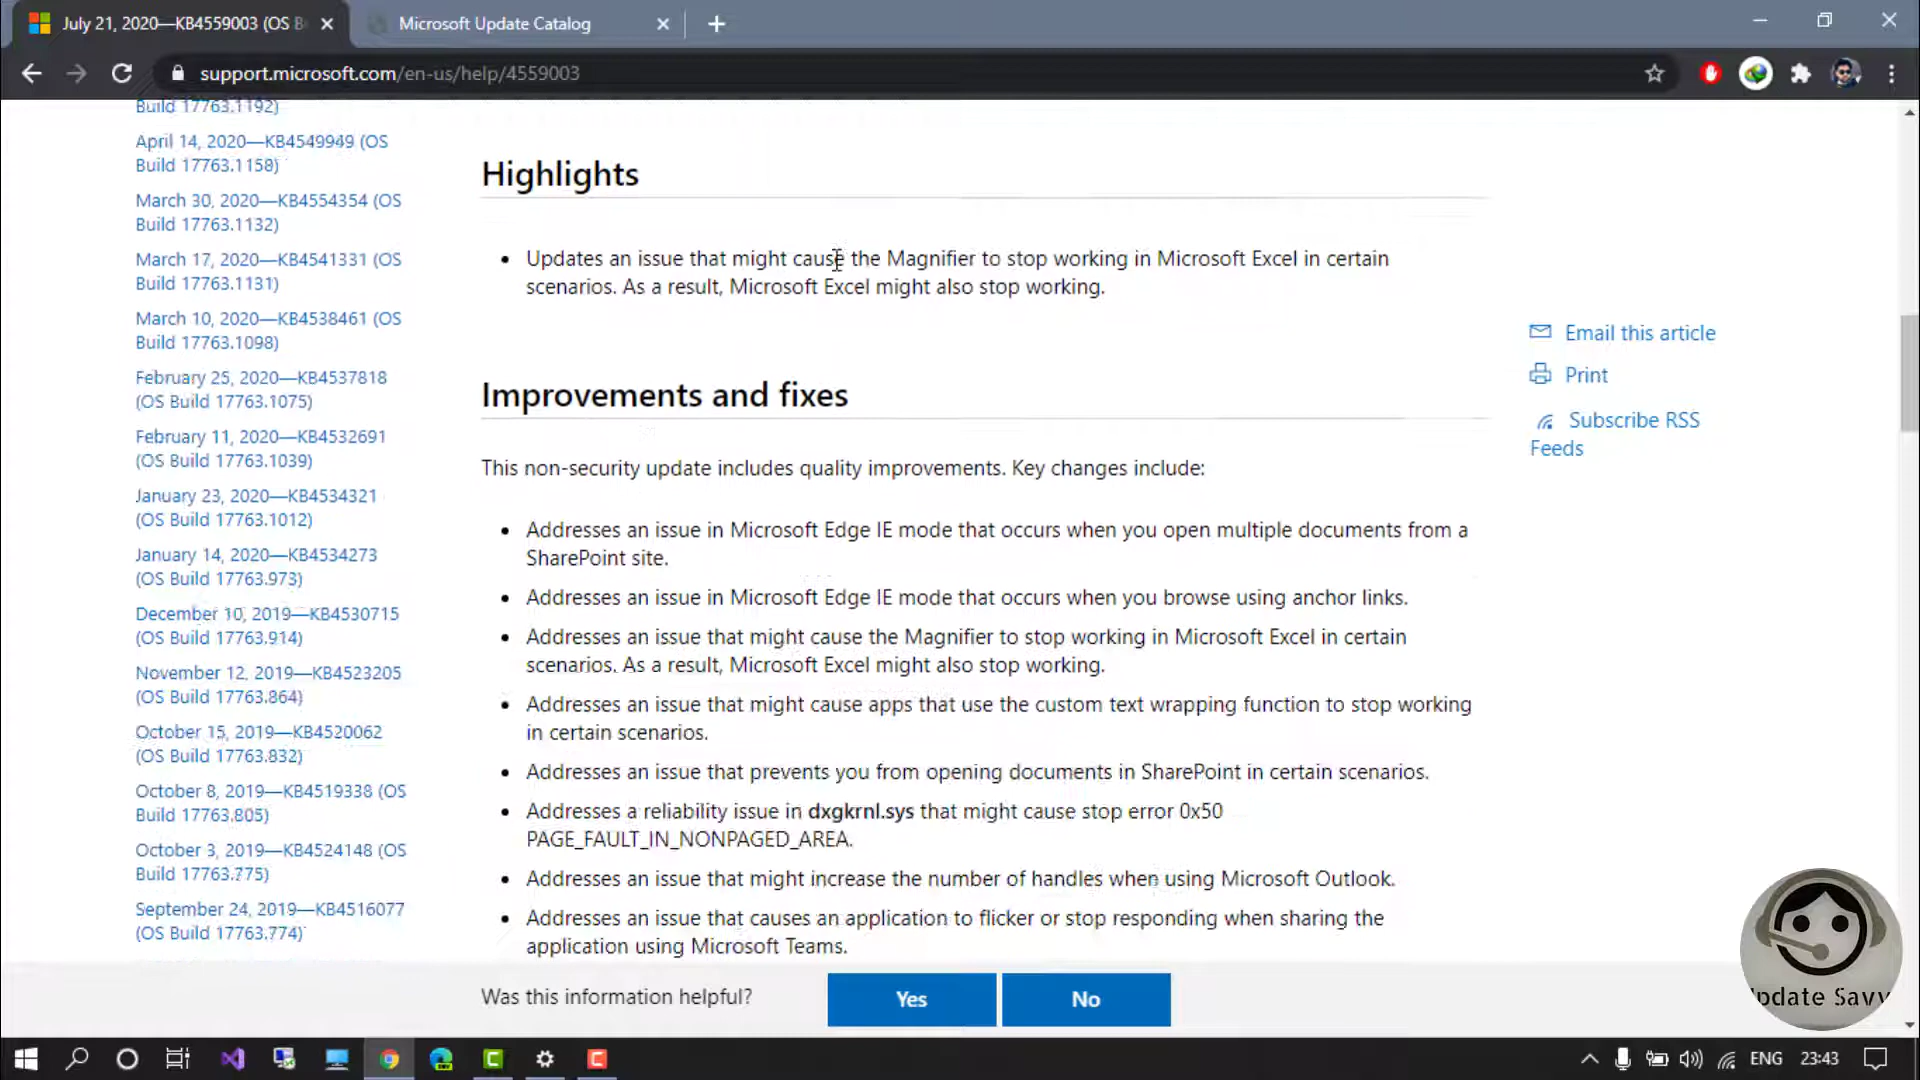 July 21, 2020—KB4559003 (OS B
Microsoft Update Catalog
support.microsoft.com/en-us/help/4559003
Build 17763.1192)
April 14, 2020—KB4549949 (OS
Build 17763.1158)
March 30, 2020—KB4554354 (OS
Build 17763.1132)
March 17, 2020—KB4541331 (OS
Build 17763.1131)
March 10, 2020—KB4538461 (OS
Build 17763.1098)
February 25, 2020—KB4537818
(OS Build 17763.1075)
February 11, 2020—KB4532691
(OS Build 17763.1039)
January 23, 2020—KB4534321
(OS Build 17763.1012)
January 14, 2020—KB4534273
(OS Build 17763.973)
December 10, 2019—KB4530715
(OS Build 17763.914)
November 12, 2019—KB4523205
(OS Build 17763.864)
October 15, 2019—KB4520062
(OS Build 17763.832)
October 8, 2019—KB4519338 (OS
Build 17763.805)
October 3, 2019—KB4524148 (OS
Build 17763.775)
September 24, 2019—KB4516077
(OS Build 17763.774)
Highlights
• Updates an issue that might cause the Magnifier to stop working in Microsoft Excel in certain
scenarios. As a result, Microsoft Excel might also stop working.
Improvements and fixes
This non-security update includes quality improvements. Key changes include:
• Addresses an issue in Microsoft Edge IE mode that occurs when you open multiple documents from a
SharePoint site.
• Addresses an issue in Microsoft Edge IE mode that occurs when you browse using anchor links.
• Addresses an issue that might cause the Magnifier to stop working in Microsoft Excel in certain
scenarios. As a result, Microsoft Excel might also stop working.
• Addresses an issue that might cause apps that use the custom text wrapping function to stop working
in certain scenarios.
• Addresses an issue that prevents you from opening documents in SharePoint in certain scenarios.
• Addresses a reliability issue in dxgkrnl.sys that might cause stop error 0x50
PAGE_FAULT_IN_NONPAGED_AREA.
• Addresses an issue that might increase the number of handles when using Microsoft Outlook.
• Addresses an issue that causes an application to flicker or stop responding when sharing the
application using Microsoft Teams.
Email this article
Print
Subscribe RSS
Feeds
Was this information helpful?
Yes
No
pdate Savv
ENG
23:43